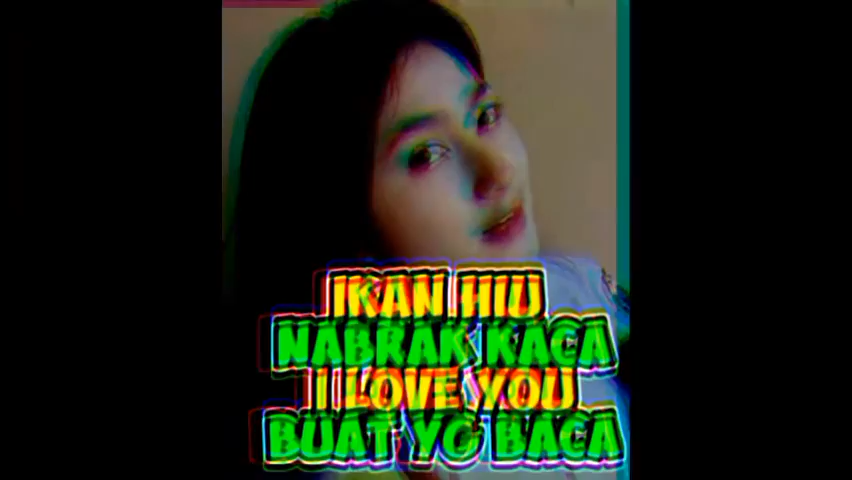 IKAN HIU
NABRAK KACA
I LOVE YOU
BUAT YG BACA